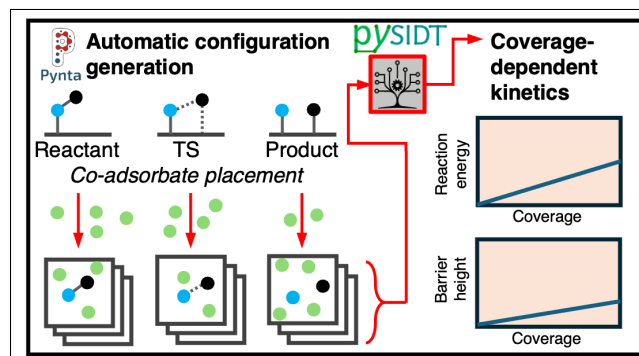 Pynta
Automatic configuration
generation
pySIDT
Coverage-
dependent
kinetics
Reactant
TS
Product
Co-adsorbate placement
Reaction
energy
Coverage
Barrier
height
Coverage